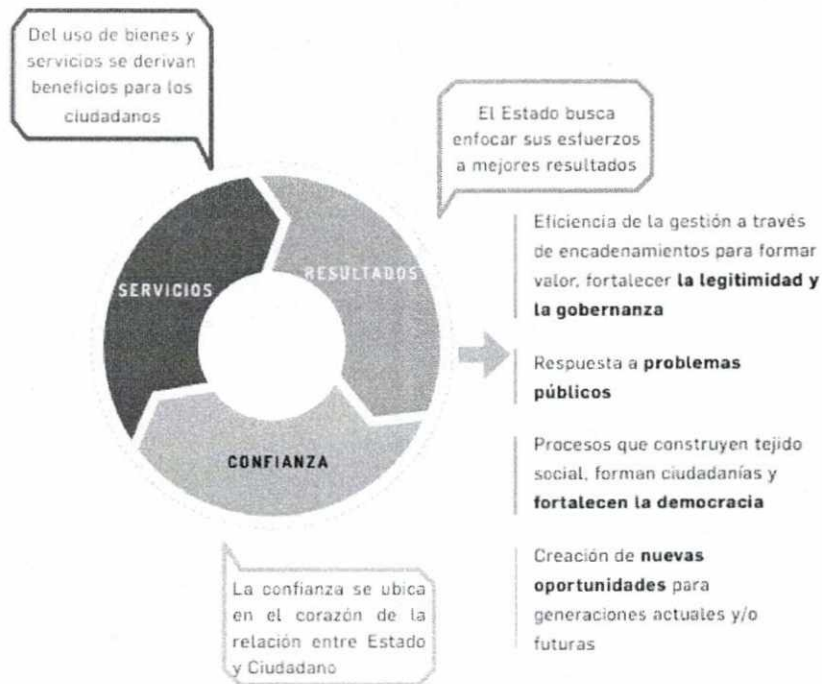 Del uso de bienes y
servicios se derivan
beneficios para los
ciudadanos
El Estado busca
enfocar sus esfuerzos
a mejores resultados
SERVICIOS
RESULTADOS
CONFIANZA
Eficiencia de la gestión a través
de encadenamientos para formar
valor, fortalecer la legitimidad y
la gobernanza
Respuesta a problemas
públicos
Procesos que construyen tejido
social, forman ciudadanías y
fortalecen la democracia
Creación de nuevas
oportunidades para
generaciones actuales y/o
futuras
La confianza se ubica
en el corazón de la
relación entre Estado
y Ciudadano